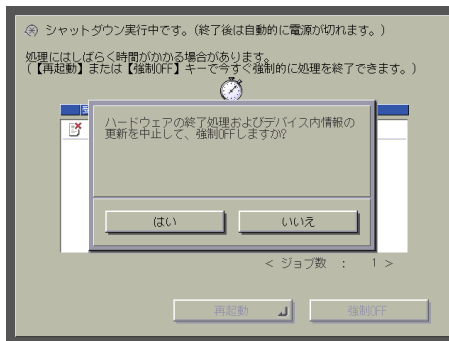 シャットダウン実行中です。(終了後は自動的に電源が切れます。)
処理にはしばらく時間がかかる場合があります。
(【再起動】または【強制OFF】キーで今すぐ強制的に処理を終了できます。)
ハードウェアの終了処理およびデバイス内情報の
更新を中止して、強制OFFしますか?
はい
いいえ
< ジョブ数 : 1 >
再起動
強制OFF